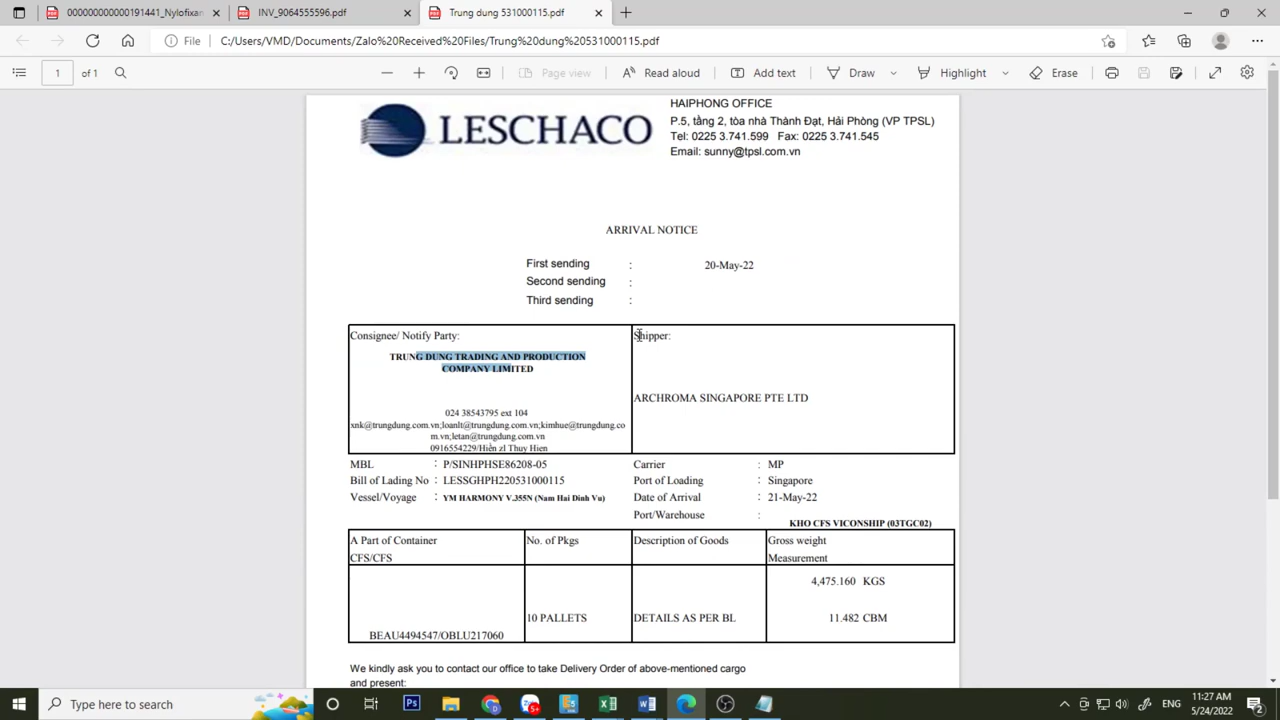 000000000000191441_Nylofixan
INV_9064555596.pdf
Trung dung 531000115.pdf
File
C:/Users/VMD/Documents/Zalo%20Received%20Files/Trung%20dung%20531000115.pdf
1 of 1
Page view
Read aloud
Add text
Draw
Highlight
Erase
LESCHACO
HAIPHONG OFFICE
P.5, tầng 2, tòa nhà Thành Đạt, Hải Phòng (VP TPSL)
Tel: 0225 3.741.599 Fax: 0225 3.741.545
Email: sunny@tpsl.com.vn
ARRIVAL NOTICE
First sending : 20-May-22
Second sending :
Third sending :
Consignee/ Notify Party:
TRUNG DUNG TRADING AND PRODUCTION
COMPANY LIMITED
024 38543795 ext 104
xnk@trungdung.com.vn;loanlt@trungdung.com.vn;kimhue@trungdung.co
m.vn;letan@trungdung.com.vn
0916554229/Hiền zl Thuy Hien
Shipper:
ARCHROMA SINGAPORE PTE LTD
MBL : P/SINHPHSE86208-05
Carrier : MP
Bill of Lading No : LESSGHPH220531000115
Port of Loading : Singapore
Vessel/Voyage : YM HARMONY V.355N (Nam Hai Dinh Vu)
Date of Arrival : 21-May-22
Port/Warehouse :
KHO CFS VICONSHIP (03TGC02)
A Part of Container
CFS/CFS
No. of Pkgs
Description of Goods
Gross weight
Measurement
4,475.160 KGS
10 PALLETS
DETAILS AS PER BL
11.482 CBM
BEAU4494547/OBLU217060
We kindly ask you to contact our office to take Delivery Order of above-mentioned cargo
and present:
Type here to search
11:27 AM
5/24/2022